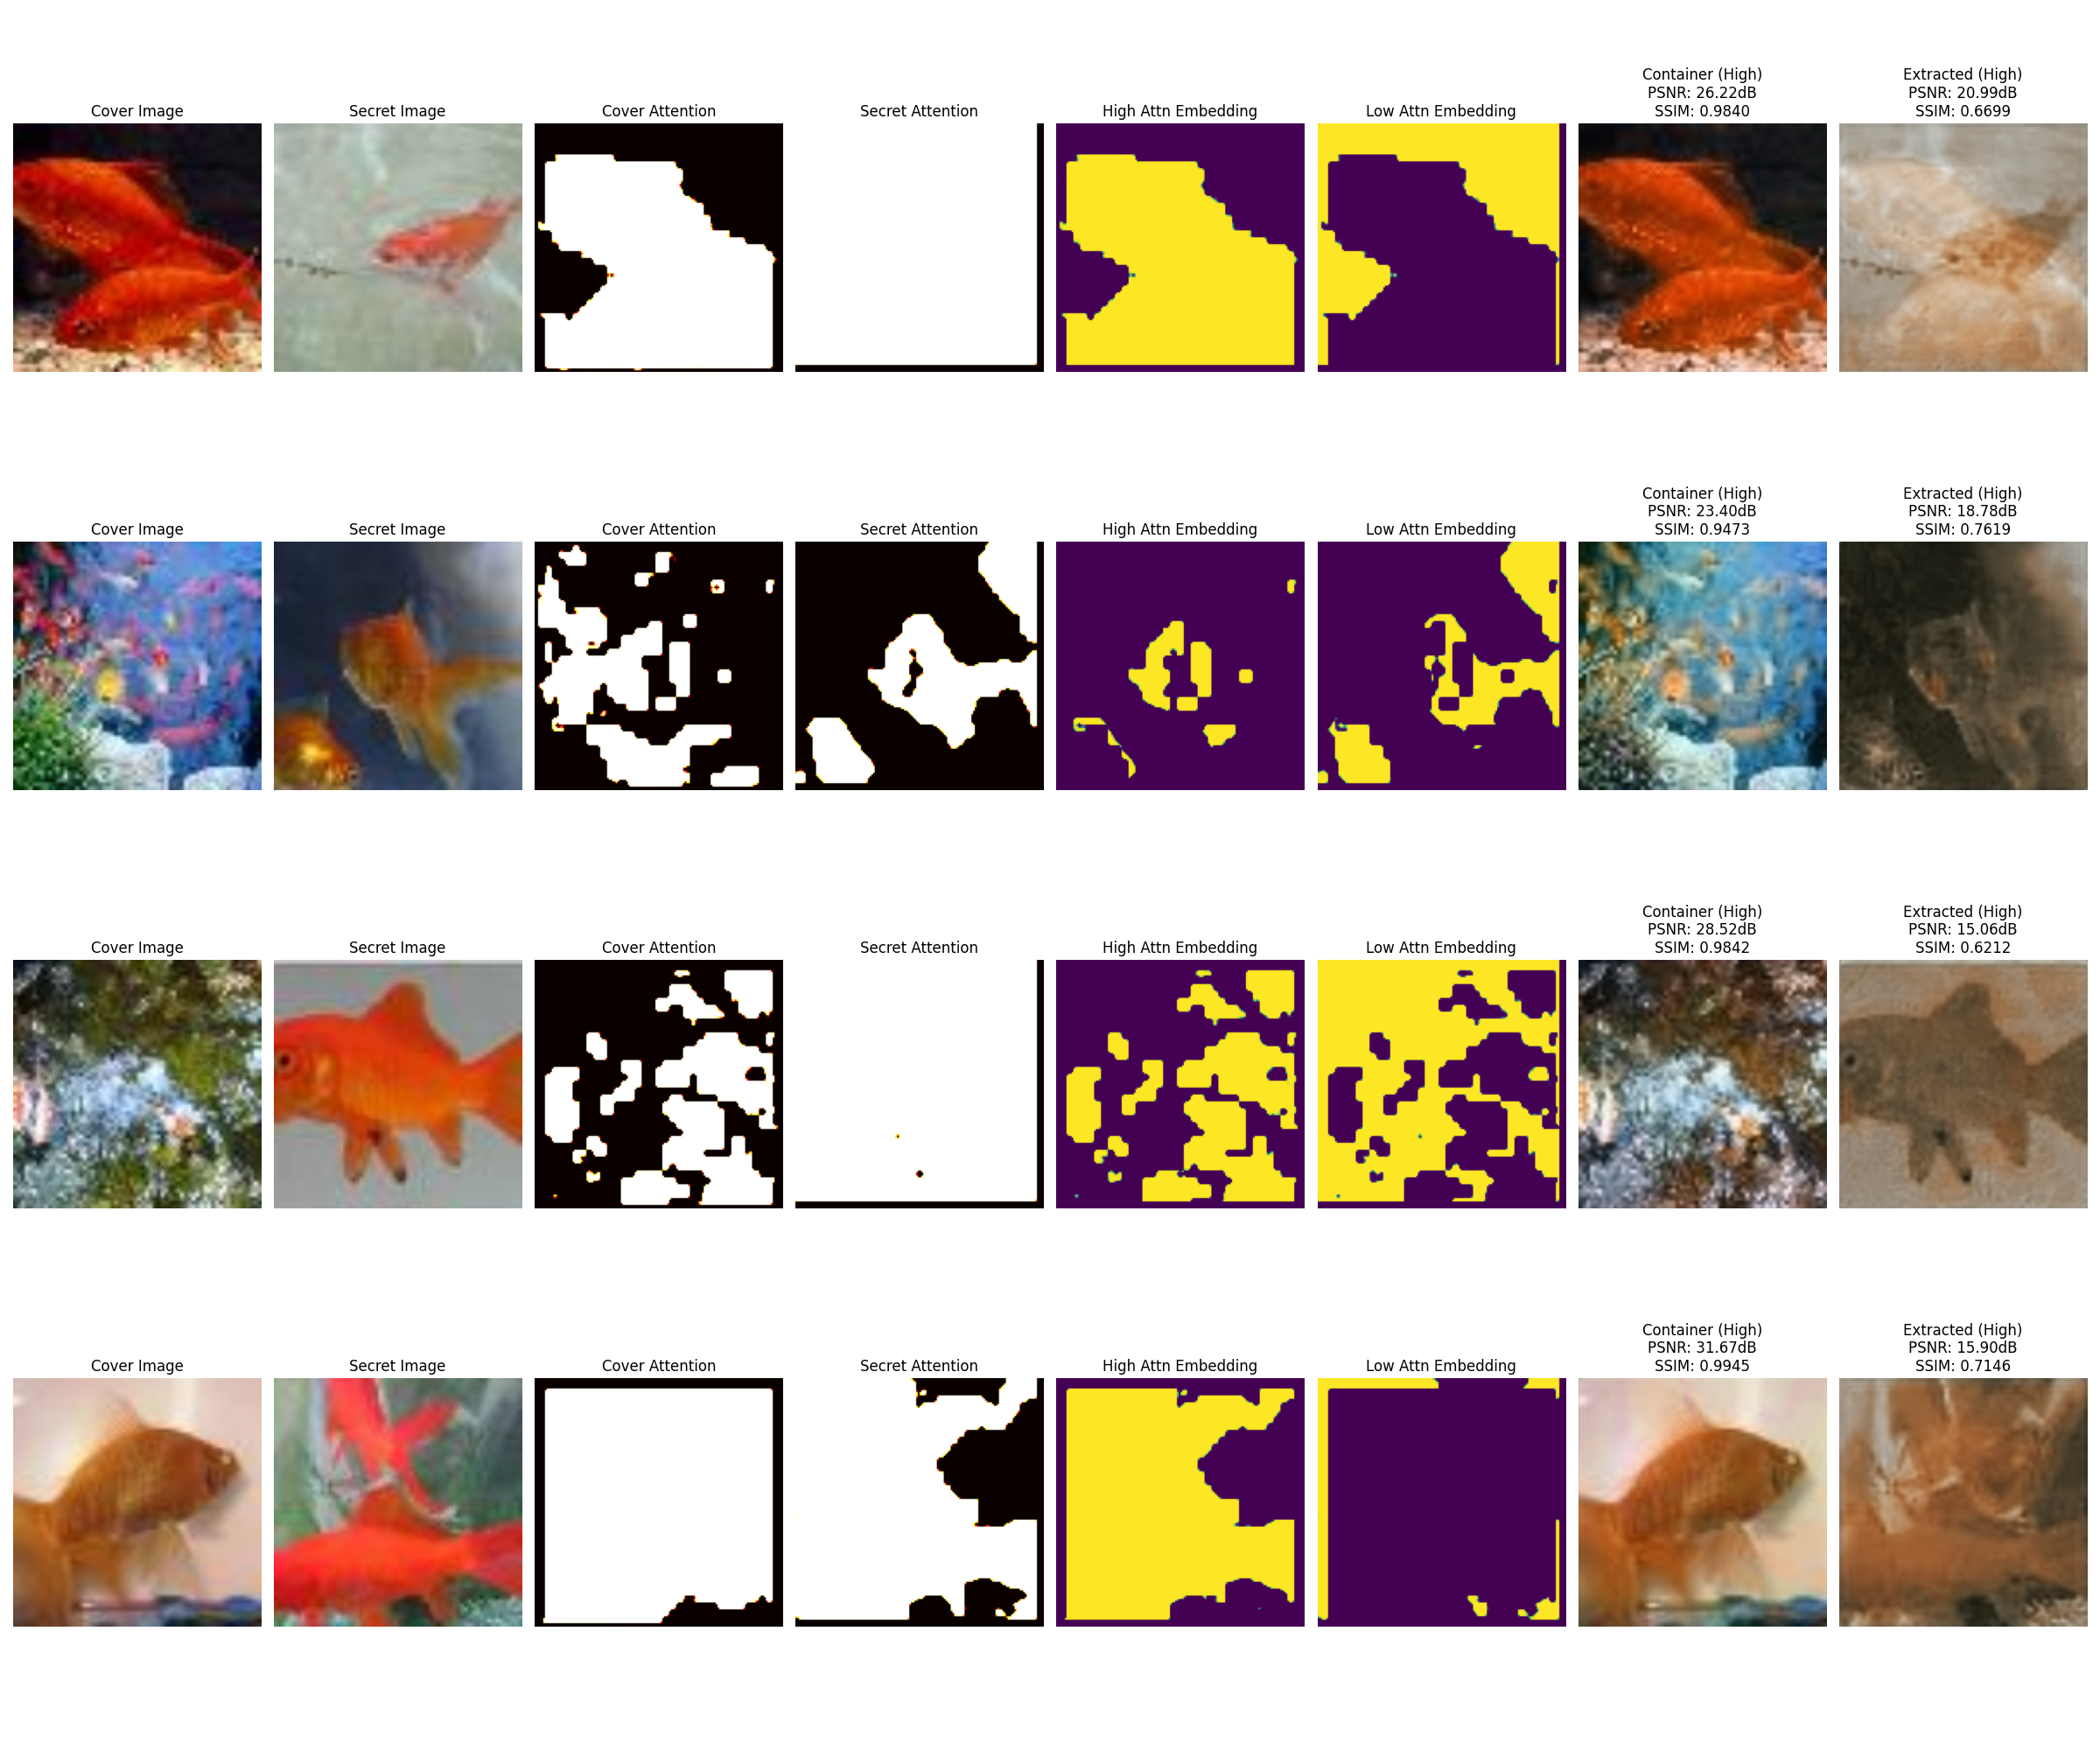 Cover Image
Secret Image
Cover Attention
Secret Attention
High Attn Embedding
Low Attn Embedding
Container (High)
PSNR: 26.22dB
SSIM: 0.9840
Extracted (High)
PSNR: 20.99dB
SSIM: 0.6699
Cover Image
Secret Image
Cover Attention
Secret Attention
High Attn Embedding
Low Attn Embedding
Container (High)
PSNR: 23.40dB
SSIM: 0.9473
Extracted (High)
PSNR: 18.78dB
SSIM: 0.7619
Cover Image
Secret Image
Cover Attention
Secret Attention
High Attn Embedding
Low Attn Embedding
Container (High)
PSNR: 28.52dB
SSIM: 0.9842
Extracted (High)
PSNR: 15.06dB
SSIM: 0.6212
Cover Image
Secret Image
Cover Attention
Secret Attention
High Attn Embedding
Low Attn Embedding
Container (High)
PSNR: 31.67dB
SSIM: 0.9945
Extracted (High)
PSNR: 15.90dB
SSIM: 0.7146